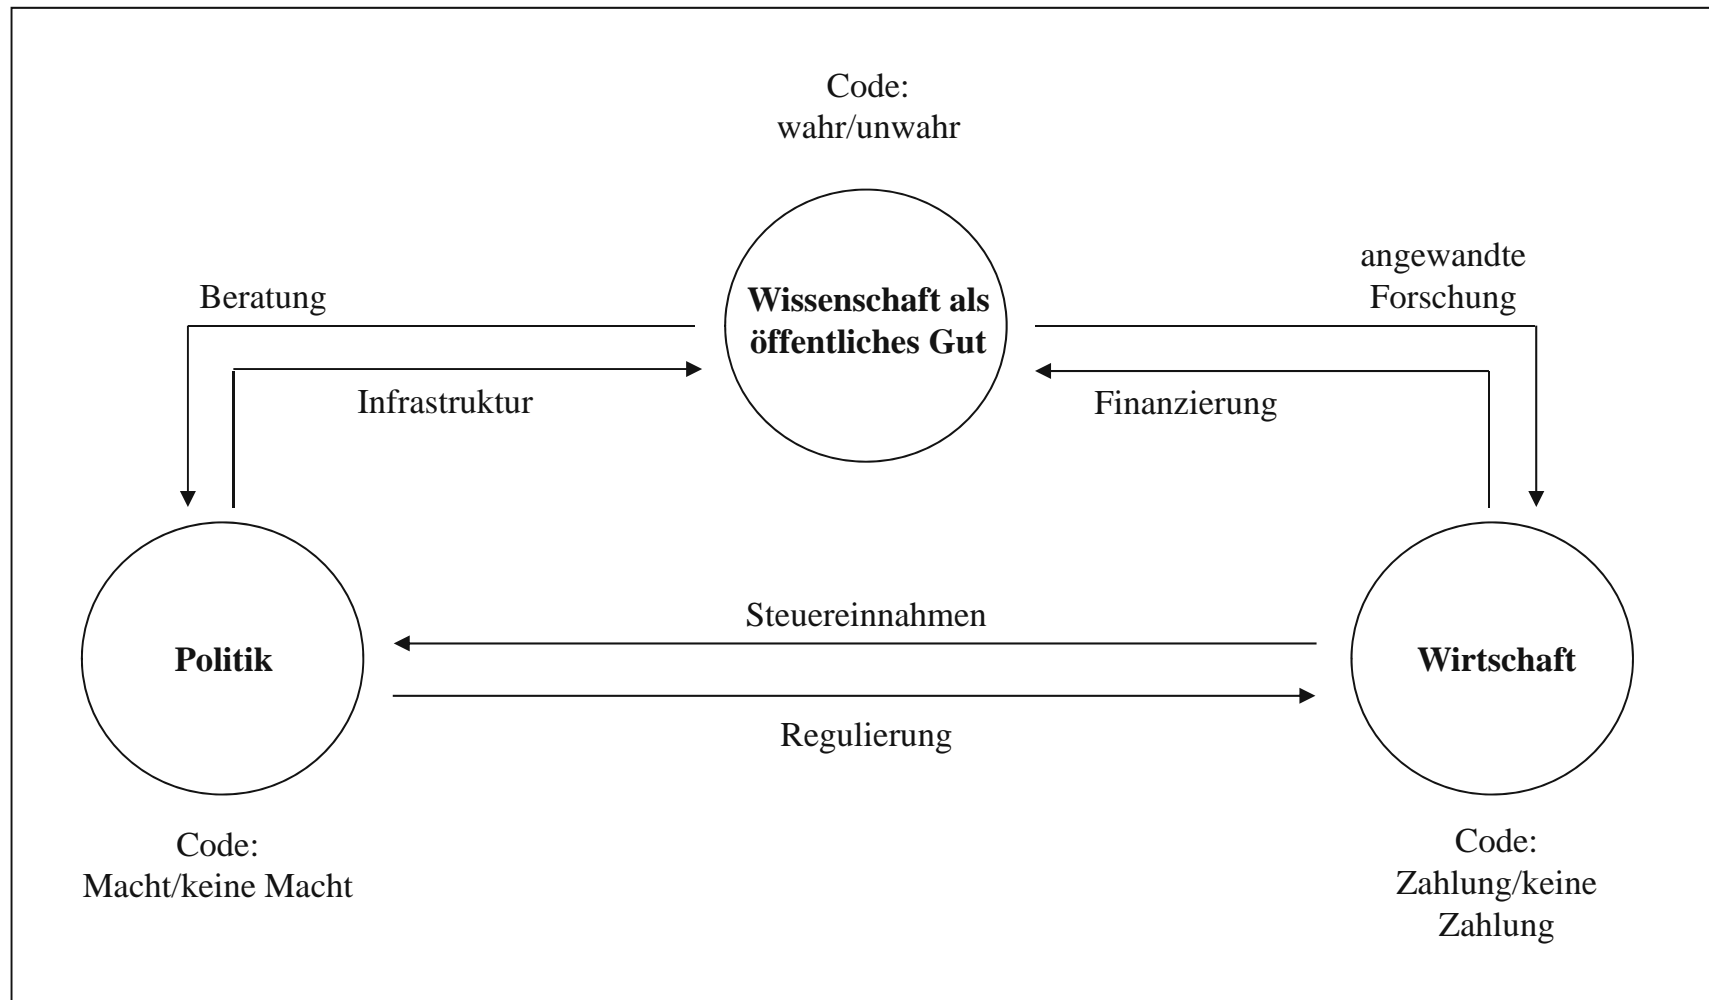 Code:
wahr/unwahr
Wissenschaft als
öffentliches Gut
Beratung
Infrastruktur
angewandte
Forschung
Finanzierung
Steuereinnahmen
Regulierung
Politik
Wirtschaft
Code:
Macht/keine Macht
Code:
Zahlung/keine
Zahlung